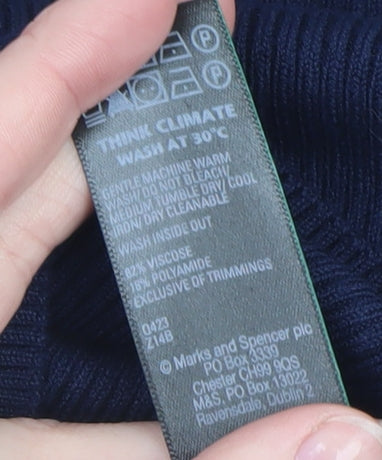 P
P
THINK CLIMATE
WASH AT 30°C
GENTLE MACHINE WARM
WASH/ DO NOT BLEACH/
MEDIUM TUMBLE DRY/ COOL
IRON/ DRY CLEANABLE
WASH INSIDE OUT
82% VISCOSE
18% POLYAMIDE
EXCLUSIVE OF TRIMMINGS
0423
Z14B
© Marks and Spencer plc
PO Box 3339
Chester CH99 9QS
M&S, PO Box 13022
Ravensdale, Dublin 2